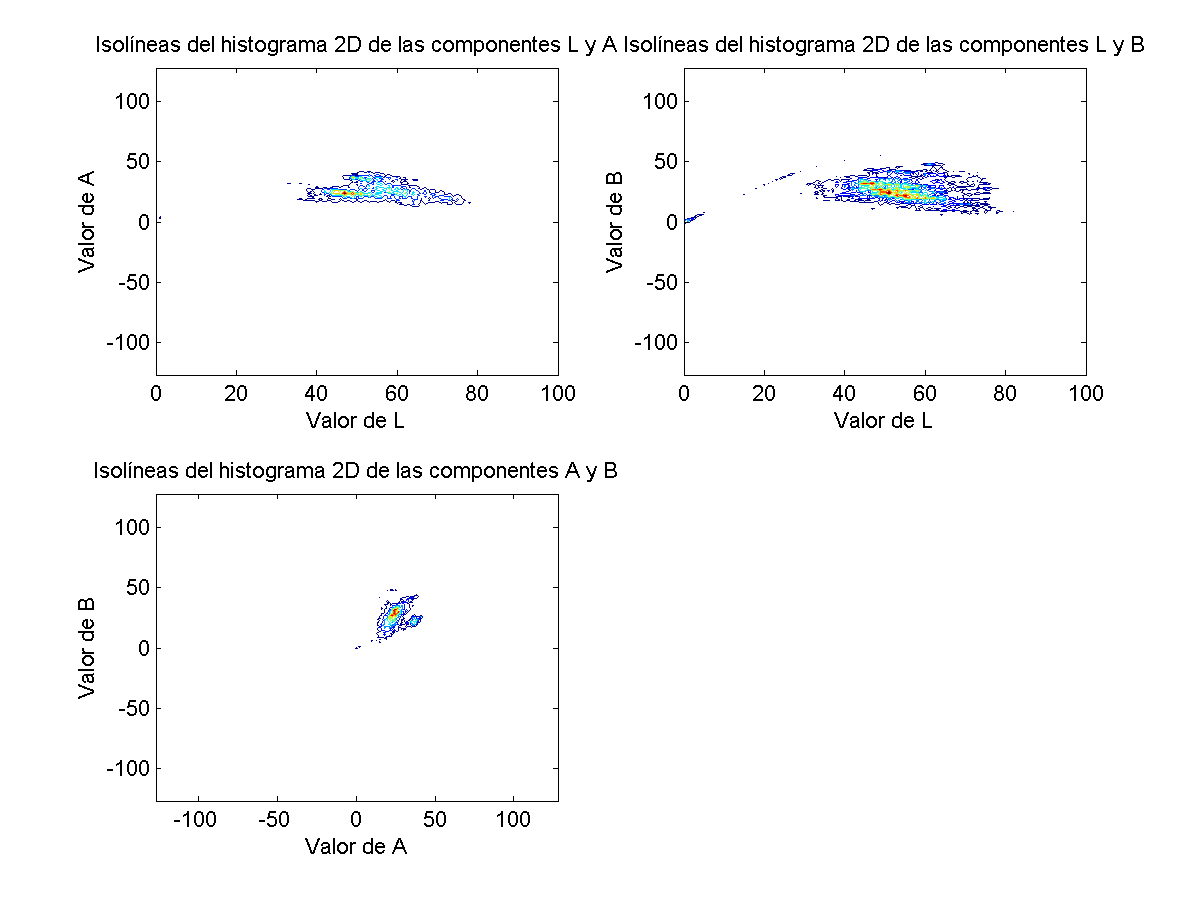 Isolíneas del histograma 2D de las componentes L y A
100
50
0
-50
-100
Valor de A
0 20 40 60 80 100
Valor de L
Isolíneas del histograma 2D de las componentes L y B
100
50
0
-50
-100
Valor de B
0 20 40 60 80 100
Valor de L
Isolíneas del histograma 2D de las componentes A y B
100
50
0
-50
-100
Valor de B
-100 -50 0 50 100
Valor de A